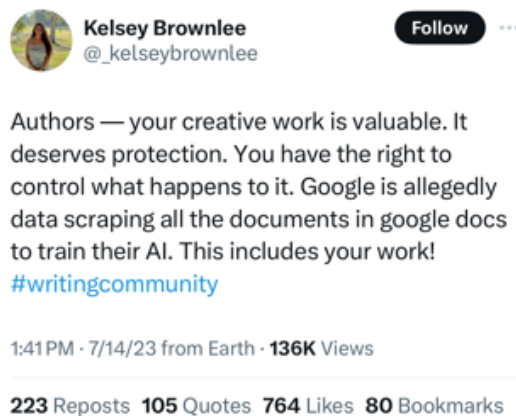 Kelsey Brownlee
Follow
@_kelseybrownlee
Authors — your creative work is valuable. It
deserves protection. You have the right to
control what happens to it. Google is allegedly
data scraping all the documents in google docs
to train their AI. This includes your work!
#writingcommunity
1:41 PM · 7/14/23 from Earth · 136K Views
223 Reposts 105 Quotes 764 Likes 80 Bookmarks